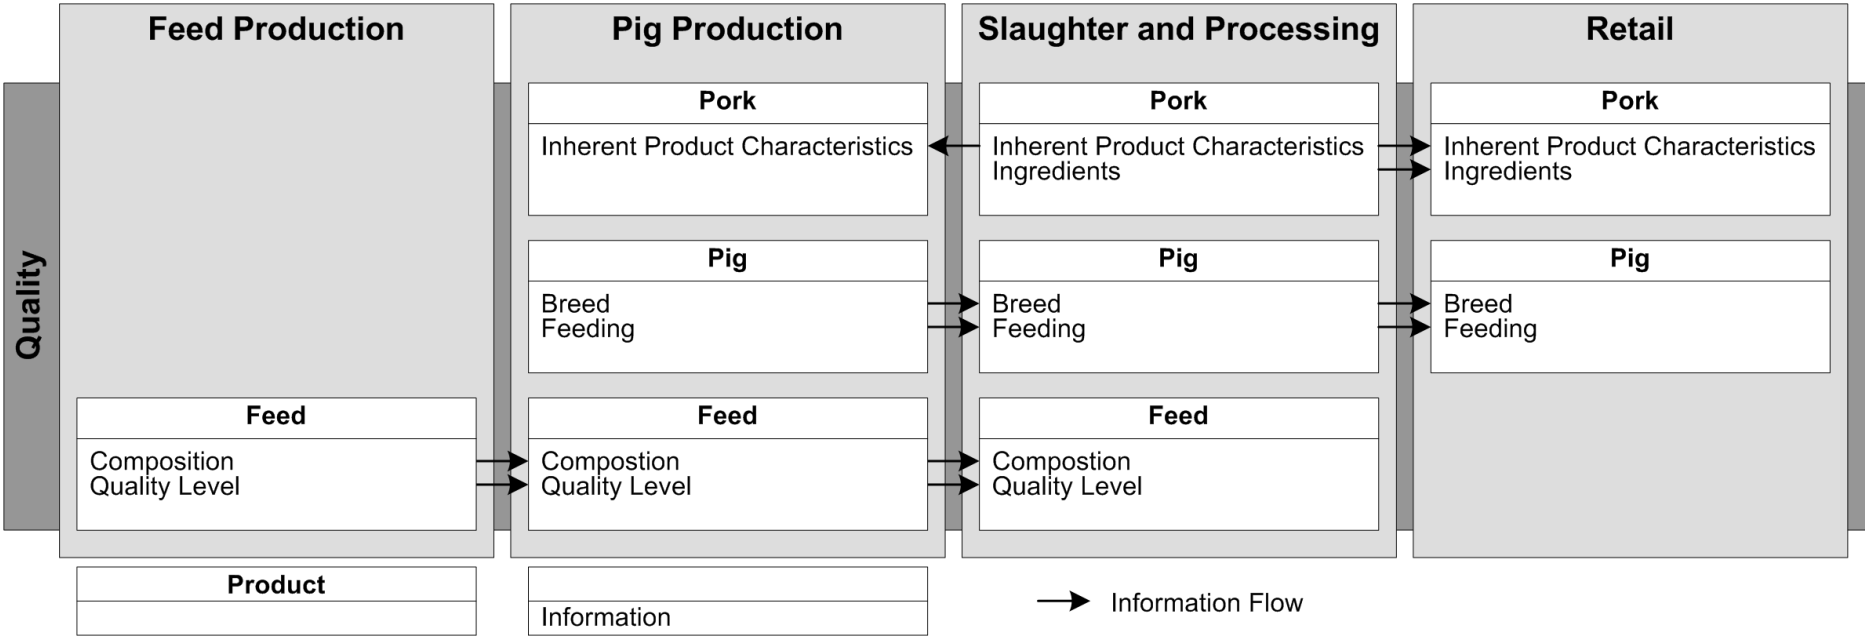 Feed Production
Pig Production
Slaughter and Processing
Retail
Quality
Pork
Inherent Product Characteristics
Pork
Inherent Product Characteristics
Ingredients
Pork
Inherent Product Characteristics
Ingredients
Pig
Breed
Feeding
Pig
Breed
Feeding
Pig
Breed
Feeding
Feed
Composition
Quality Level
Feed
Compostion
Quality Level
Feed
Compostion
Quality Level
Product
Information
Information Flow